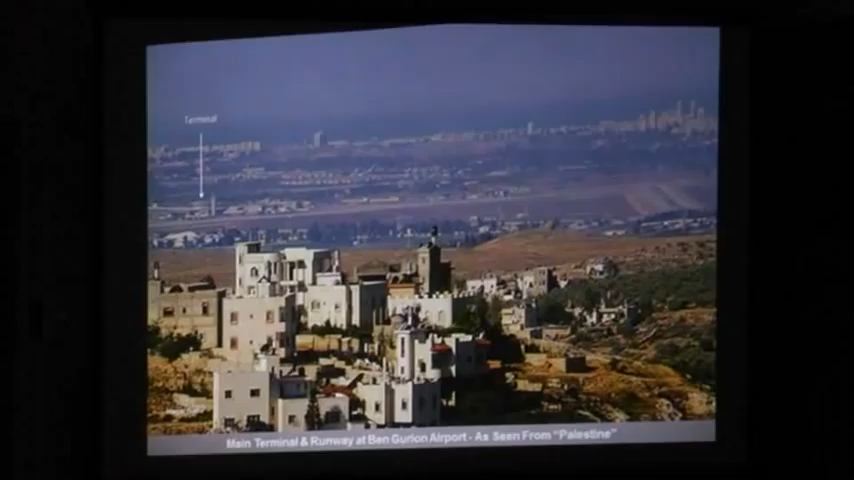 Terminal
Main Terminal & Runway at Ben Gurion Airport - As Seen From "Palestine"